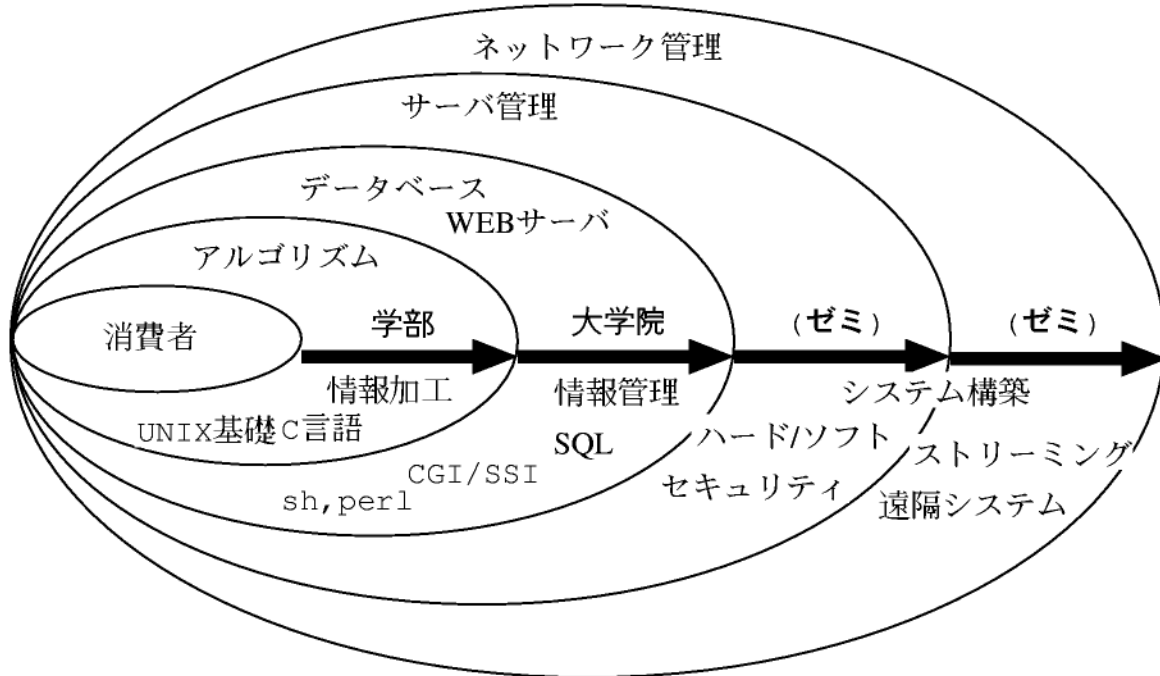 ネットワーク管理
サーバ管理
データベース
WEBサーバ
アルゴリズム
消費者
学部
大学院
(ゼミ)
(ゼミ)
情報加工
情報管理
システム構築
UNIX基礎C言語
SQL
ハード/ソフト
ストリーミング
CGI/SSI
セキュリティ
sh,perl
遠隔システム